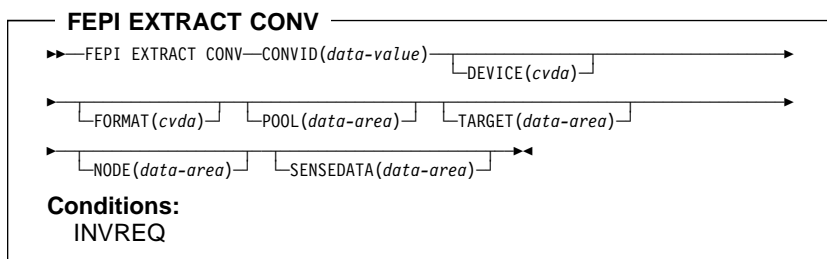 FEPI EXTRACT CONV
FEPI EXTRACT CONV CONVID(data-value)
DEVICE(cvda)
FORMAT(cvda) POOL(data-area) TARGET(data-area)
NODE(data-area) SENSEDATA(data-area)
Conditions:
INVREQ